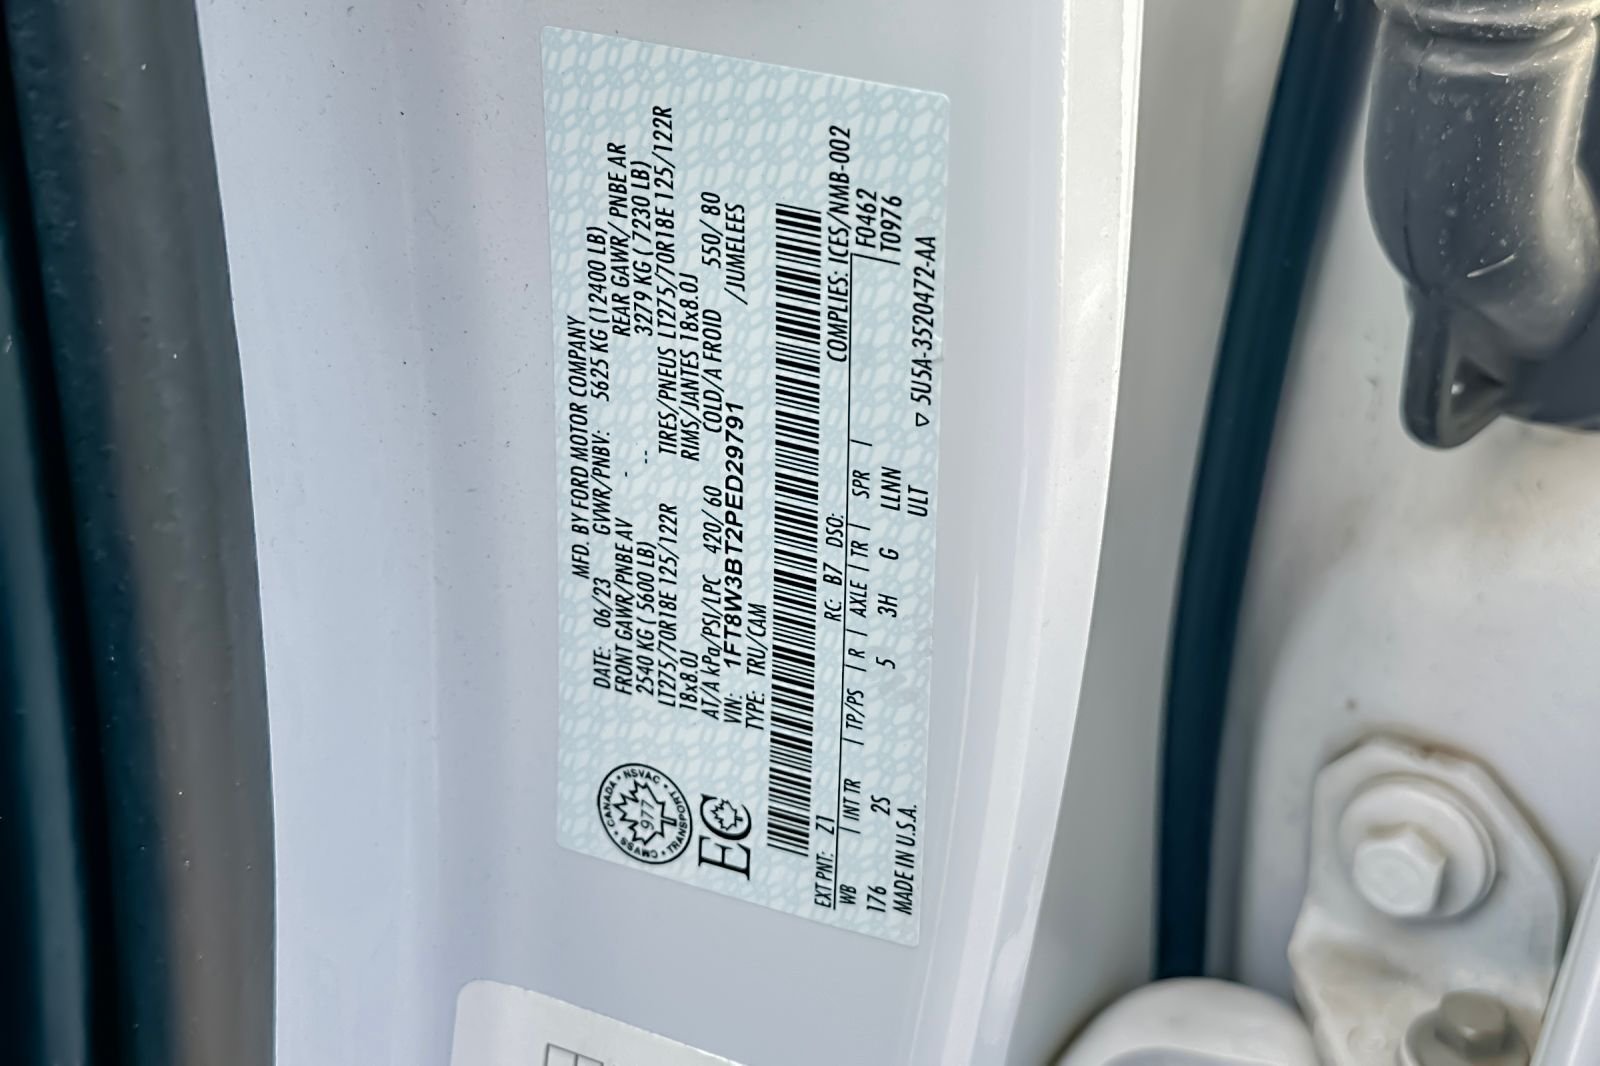 MFD. BY FORD MOTOR COMPANY
DATE: 06/23 GVWR/PNBV: 5625 KG (12400 LB)
FRONT GAWR/PNBE AV - REAR GAWR/ PNBE AR
2540 KG ( 5600 LB) -- 3279 KG ( 7230 LB)
LT275/70R18E 125/122R TIRES/PNEUS LT275/70R18E 125/122R
18x8.0J RIMS/JANTES 18x8.0J
AT/A kPa/PSI/LPC 420/ 60 COLD/A FROID 550/ 80
VIN: 1FT8W3BT2PED29791 /JUMELEES
TYPE: TRU/CAM
CANADA • NSVAC • TRANSPORT • CMVSS •
977
EC
EXT PNT: Z1 RC: B7 DSO: COMPLIES: ICES/NMB-002
WB | INT TR | TP/PS | R | AXLE | TR | SPR | F0462
176 2S 5 3H G LLNN T0976
MADE IN U.S.A. ULT ▽ 5U5A-3520472-AA